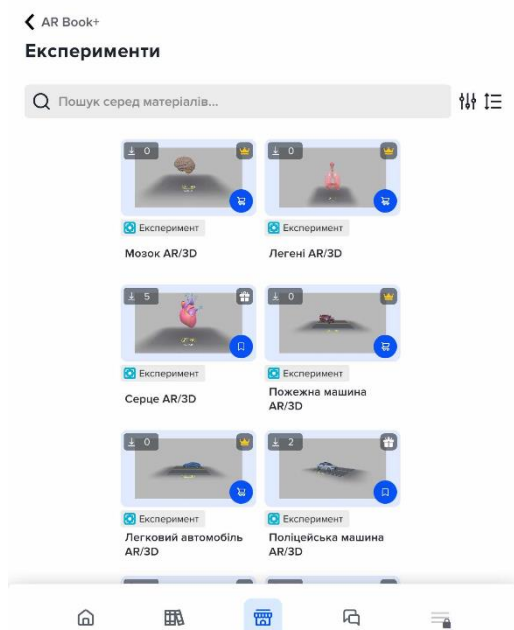 AR Book+
Експерименти
Пошук серед матеріалів...
0
0
Експеримент
Експеримент
Мозок AR/3D
Легені AR/3D
5
0
Експеримент
Експеримент
Серце AR/3D
Пожежна машина
AR/3D
0
2
Експеримент
Експеримент
Легковий автомобіль
AR/3D
Поліцейська машина
AR/3D